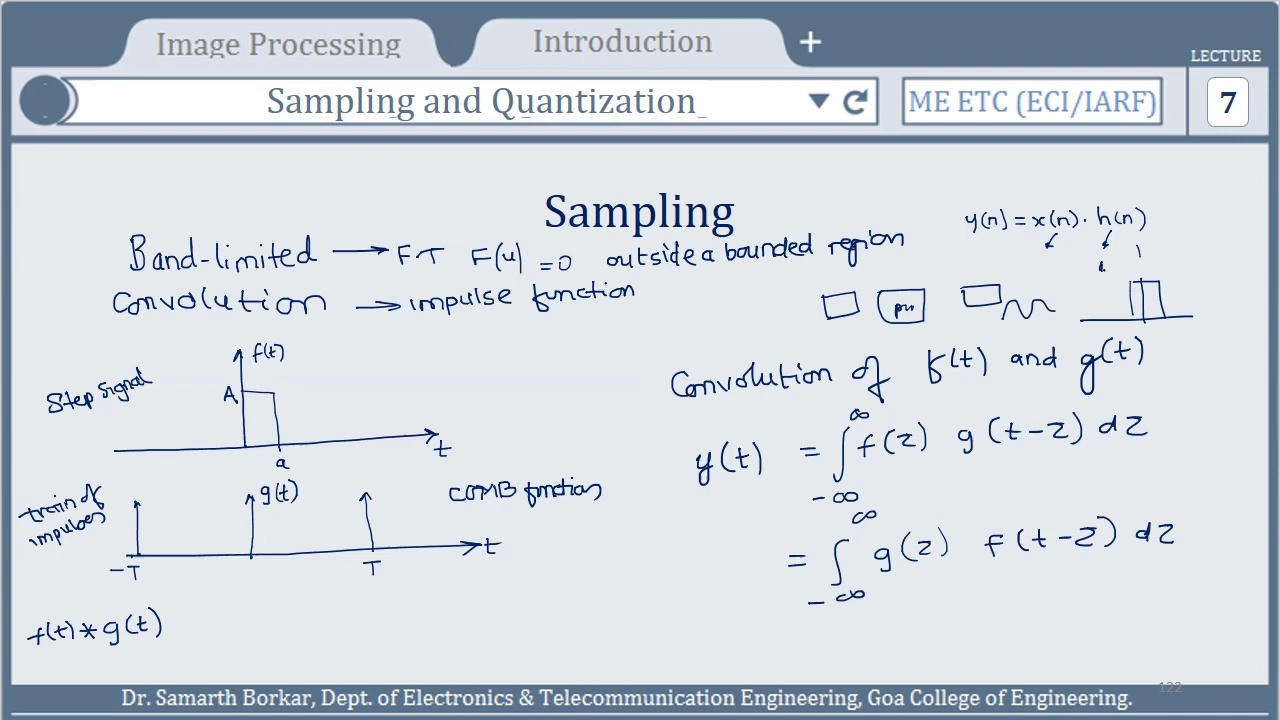 Image Processing
Introduction
+
LECTURE
Sampling and Quantization
ME ETC (ECI/IARF)
7
Sampling
y(n) = x(n) · h(n)
Band-limited → F.T F(u) = 0 outside a bounded region
Convolution → impulse function
f(t)
Step Signal
A
t
a
Convolution of f(t) and g(t)
y(t) = ∫ f(z) g(t-z) dz
∞
-∞
train of impulses
g(t)
COMB function
t
-T
T
= ∫ g(z) f(t-z) dz
∞
-∞
f(t) * g(t)
122
Dr. Samarth Borkar, Dept. of Electronics & Telecommunication Engineering, Goa College of Engineering.